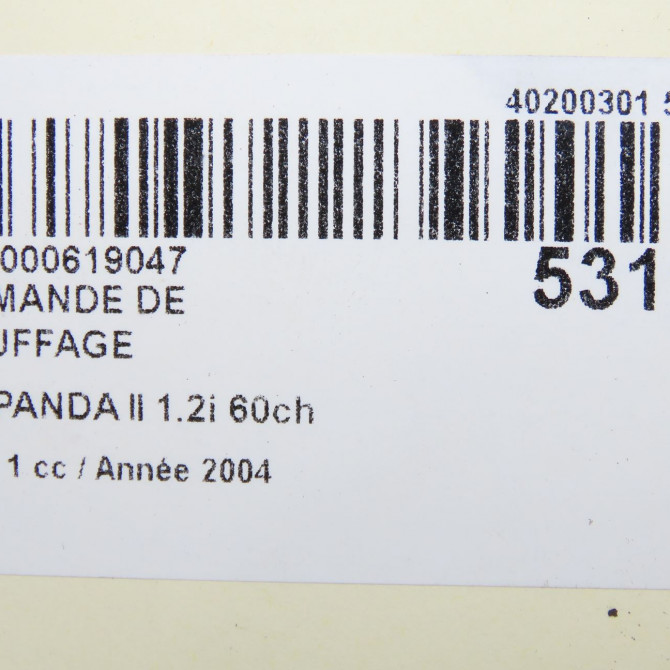 40200301 5
000619047
531
MANDE DE
UFFAGE
PANDA II 1.2i 60ch
1 cc / Année 2004